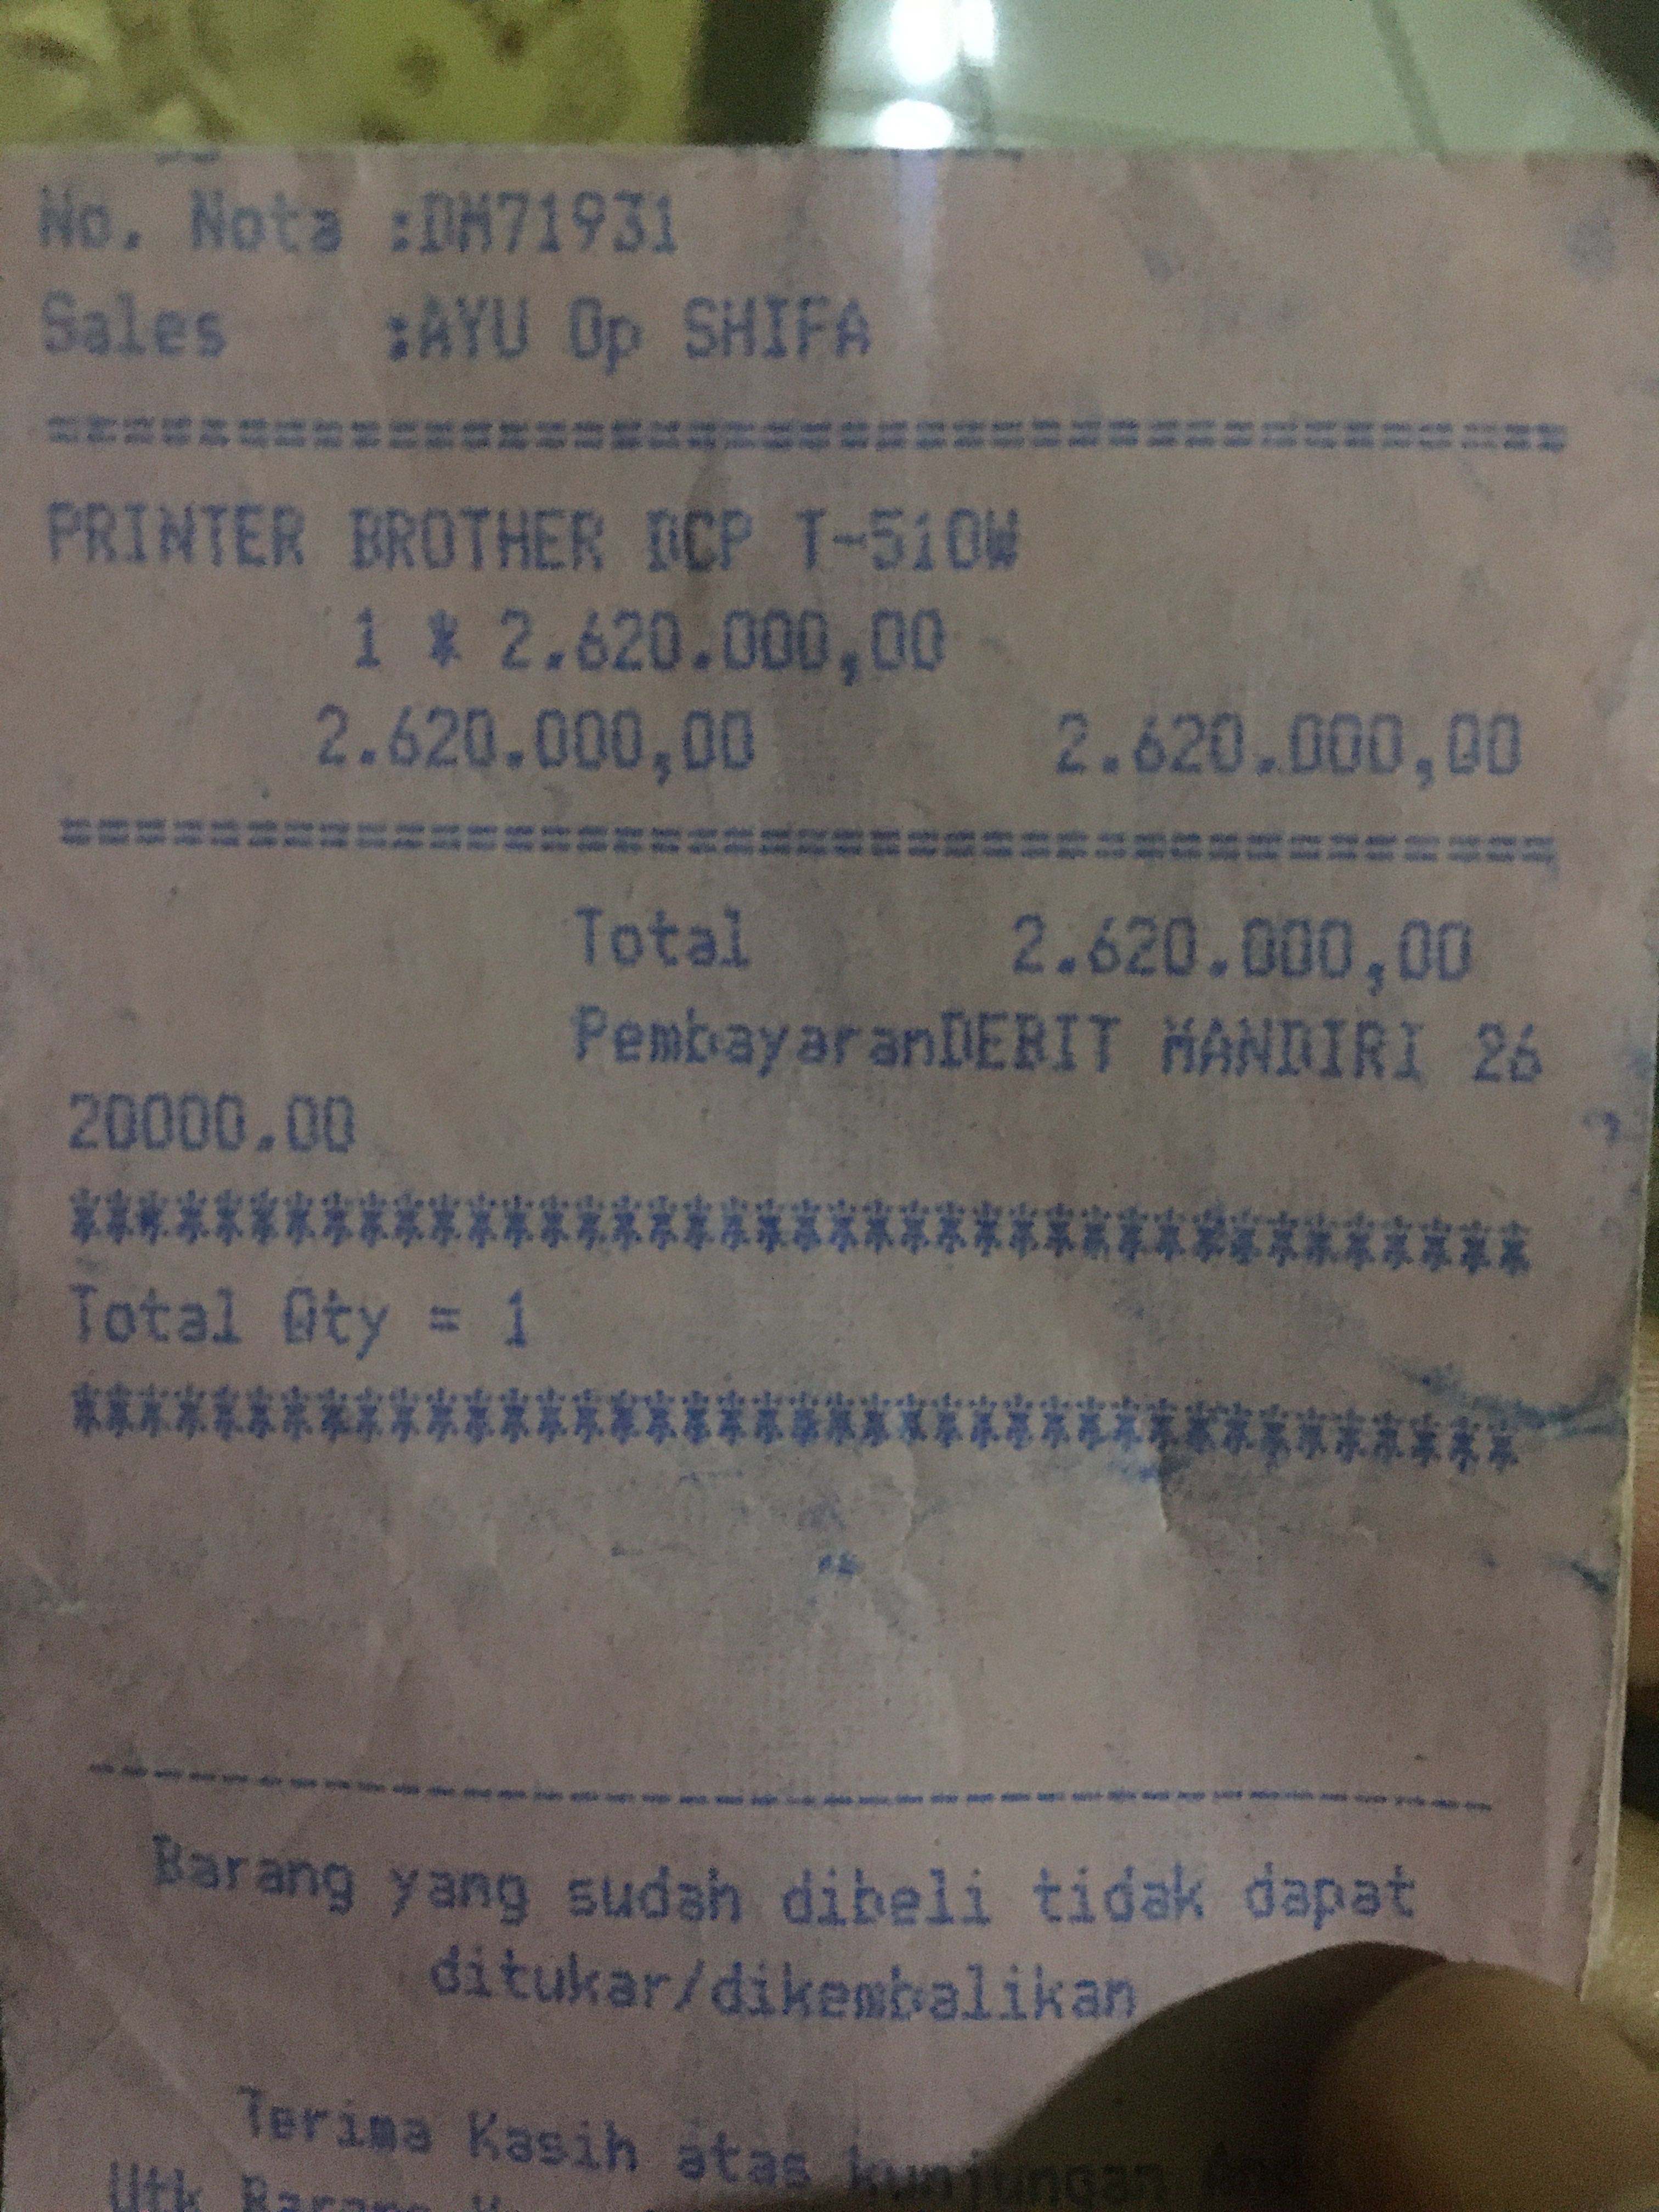 No. Nota :DM71931
Sales :AYU Op SHIFA
================================
PRINTER BROTHER DCP T-510W
1 * 2.620.000,00
2.620.000,00 2.620.000,00
================================
Total 2.620.000,00
PembayaranDEBIT MANDIRI 26
20000.00
****************************************
Total Qty = 1
****************************************
--------------------------------
Barang yang sudah dibeli tidak dapat
ditukar/dikembalikan
Terima Kasih atas kunjungan
Utk Barang